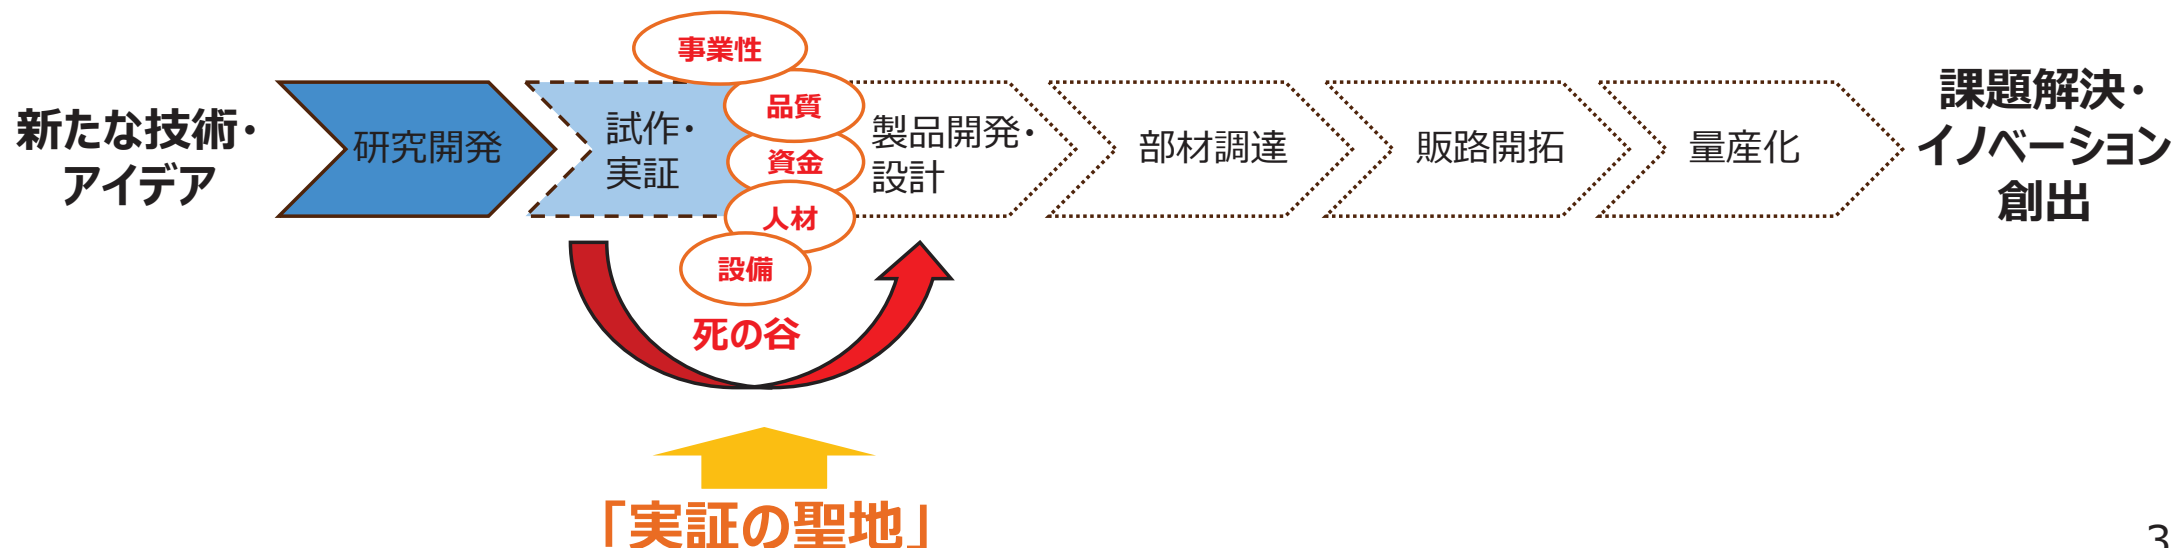 新たな技術・
アイデア
研究開発
試作・
実証
事業性
品質
資金
人材
設備
死の谷
製品開発・
設計
部材調達
販路開拓
量産化
課題解決・
イノベーション
創出
「実証の聖地」
3